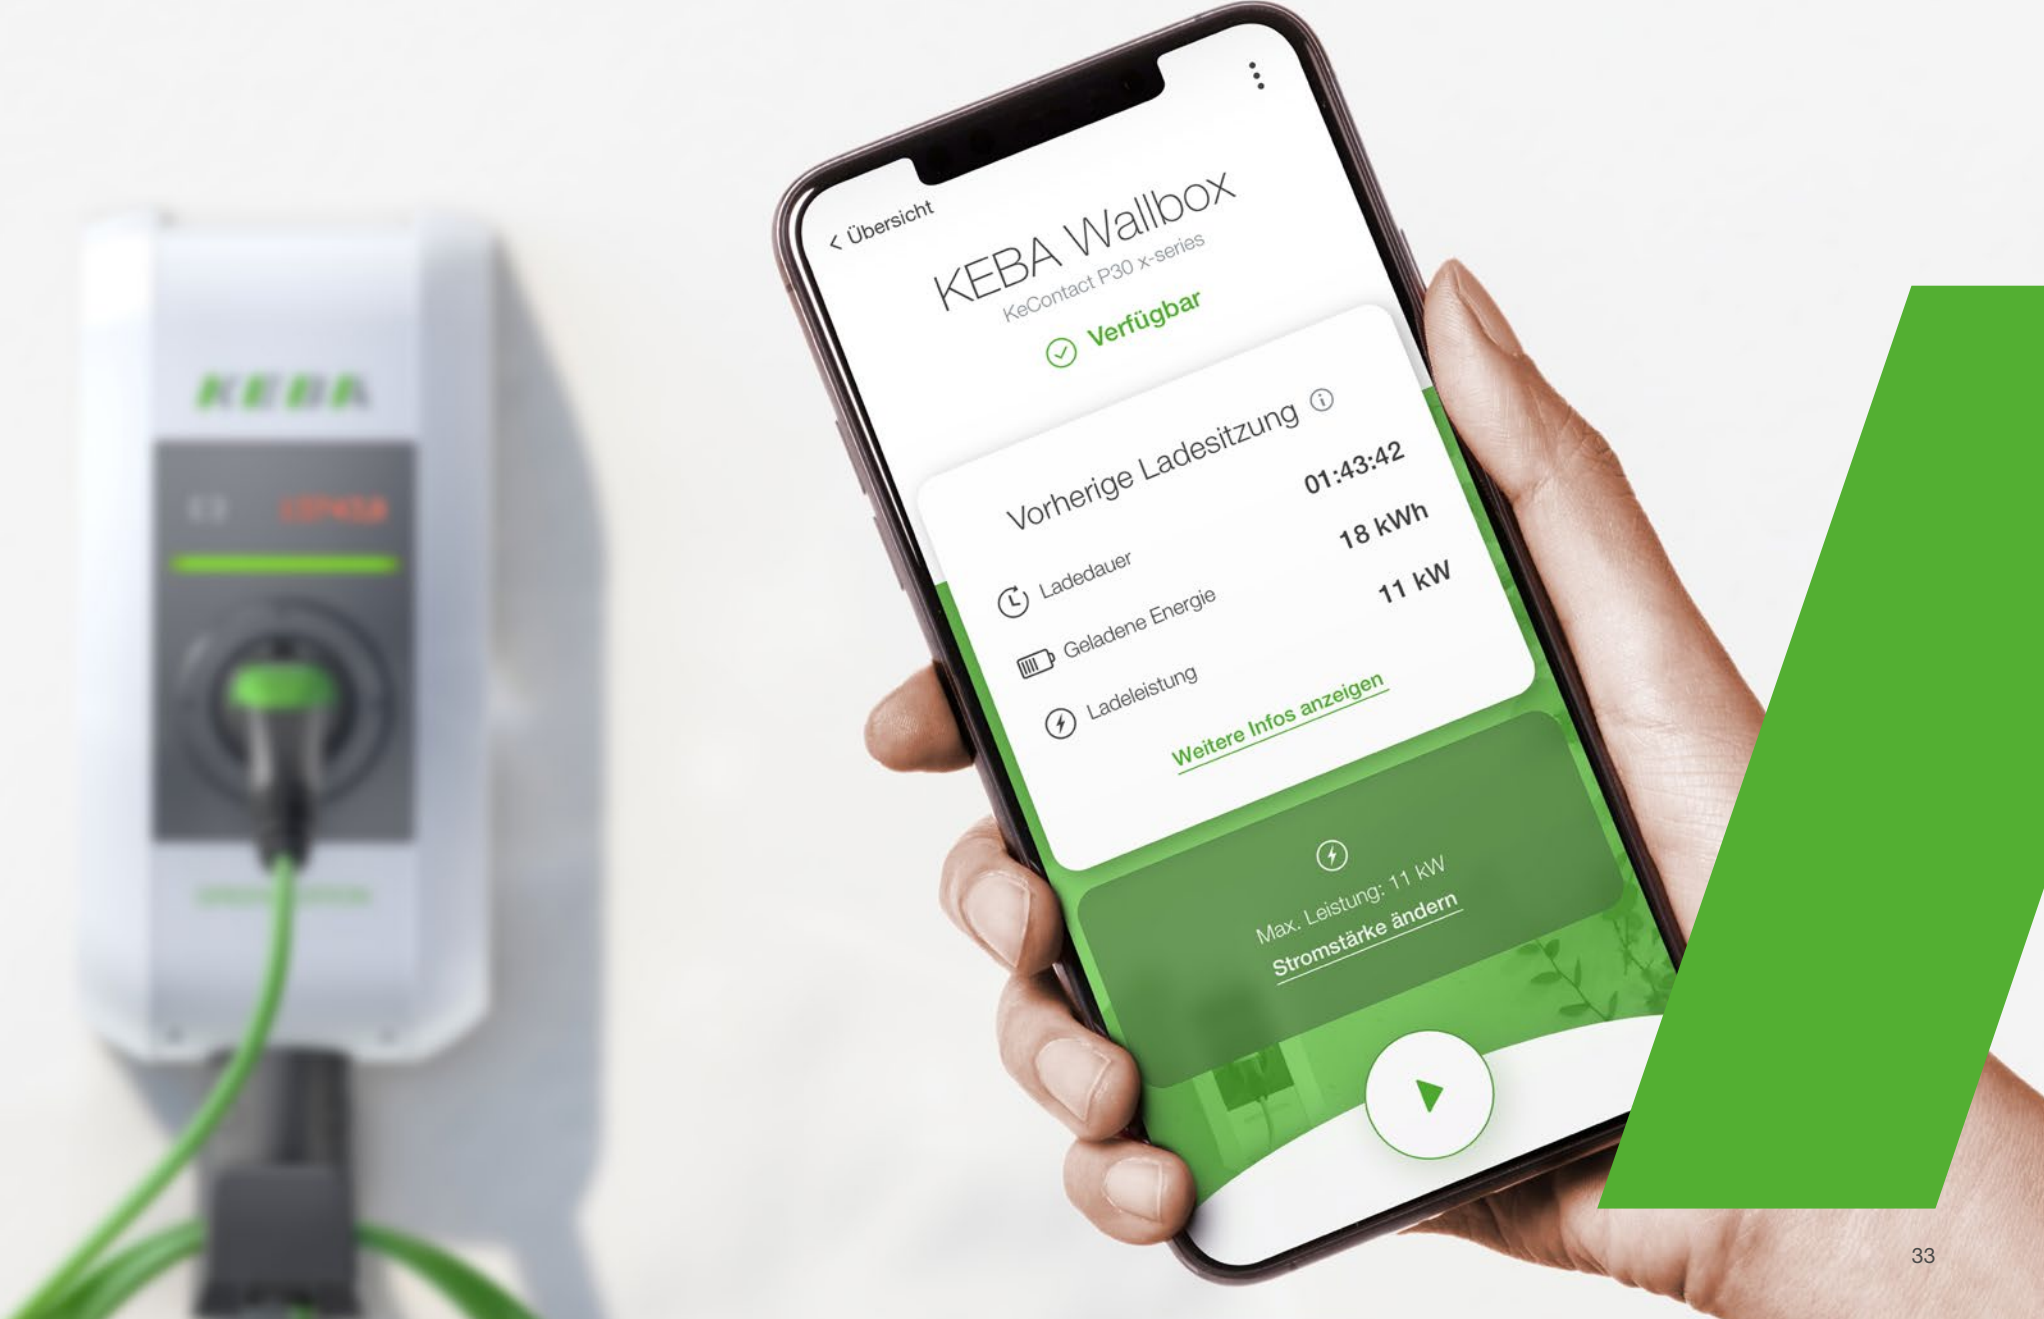 KEBA
< Übersicht
KEBA Wallbox
KeContact P30 x-series
Verfügbar
Vorherige Ladesitzung
Ladedauer 01:43:42
Geladene Energie 18 kWh
Ladeleistung 11 kW
Weitere Infos anzeigen
Max. Leistung: 11 kW
Stromstärke ändern
33